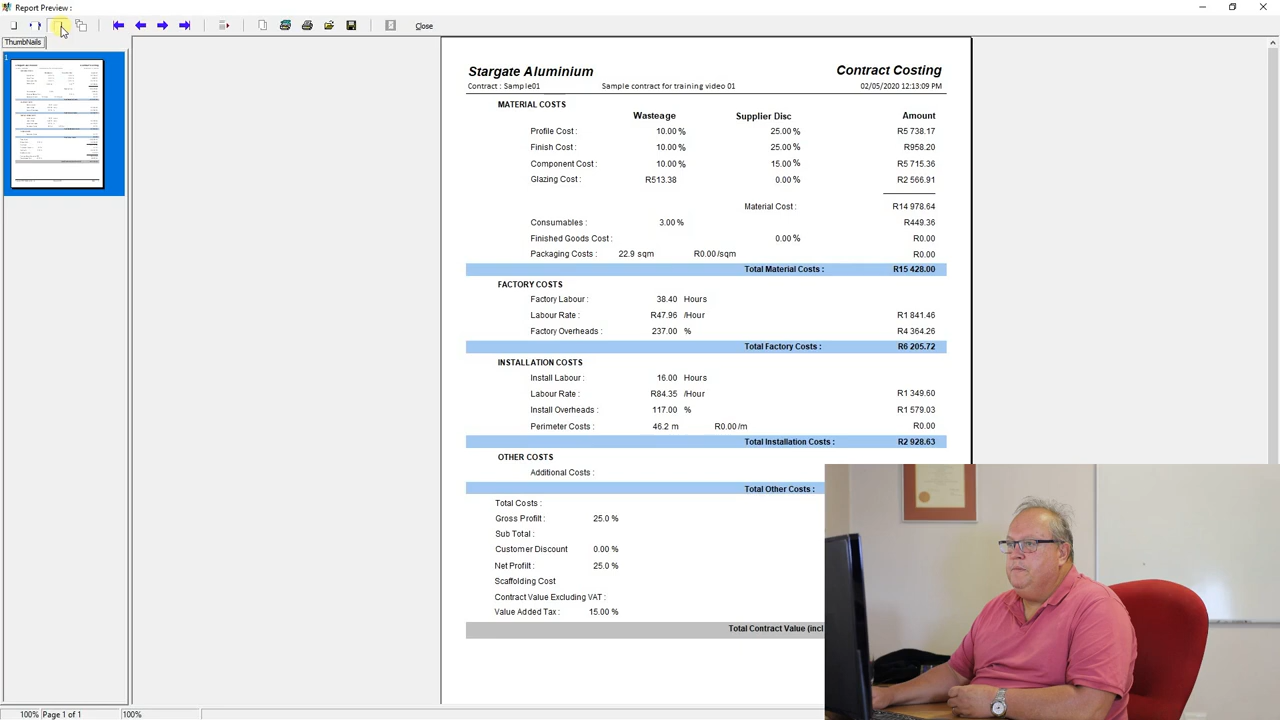 Report Preview :
Close
ThumbNails
1
Stargate Aluminium Contract Costing
Contract : Sample01 Sample contract for training video 01 02/05/2020 12:13:09 PM
MATERIAL COSTS
Wasteage Supplier Disc Amount
Profilt Cost : 10.00 % 25.00 % R5 738.17
Finish Cost : 10.00 % 25.00 % R958.20
Component Cost : 10.00 % 15.00 % R5 715.36
Glazing Cost : R513.38 0.00 % R2 566.91
Material Cost : R14 978.64
Consumables : 3.00 % R449.36
Finished Goods Cost : 0.00 % R0.00
Packaging Costs : 22.9 sqm R0.00 /sqm R0.00
Total Material Costs : R15 428.00
FACTORY COSTS
Factory Labour : 38.40 Hours
Labour Rate : R47.96 /Hour R1 841.46
Factory Overheads : 237.00 % R4 364.26
Total Factory Costs : R6 205.72
INSTALLATION COSTS
Install Labour : 16.00 Hours
Labour Rate : R84.35 /Hour R1 349.60
Install Overheads : 117.00 % R1 579.03
Perimeter Costs : 46.2 m R0.00 /m R0.00
Total Installation Costs : R2 928.63
OTHER COSTS
Additional Costs :
Total Other Costs :
Total Costs :
Gross Profilt : 25.0 %
Sub Total :
Customer Discount 0.00 %
Net Profilt : 25.0 %
Scaffolding Cost
Contract Value Excluding VAT :
Value Added Tax : 15.00 %
Total Contract Value (incl
100% Page 1 of 1 100%